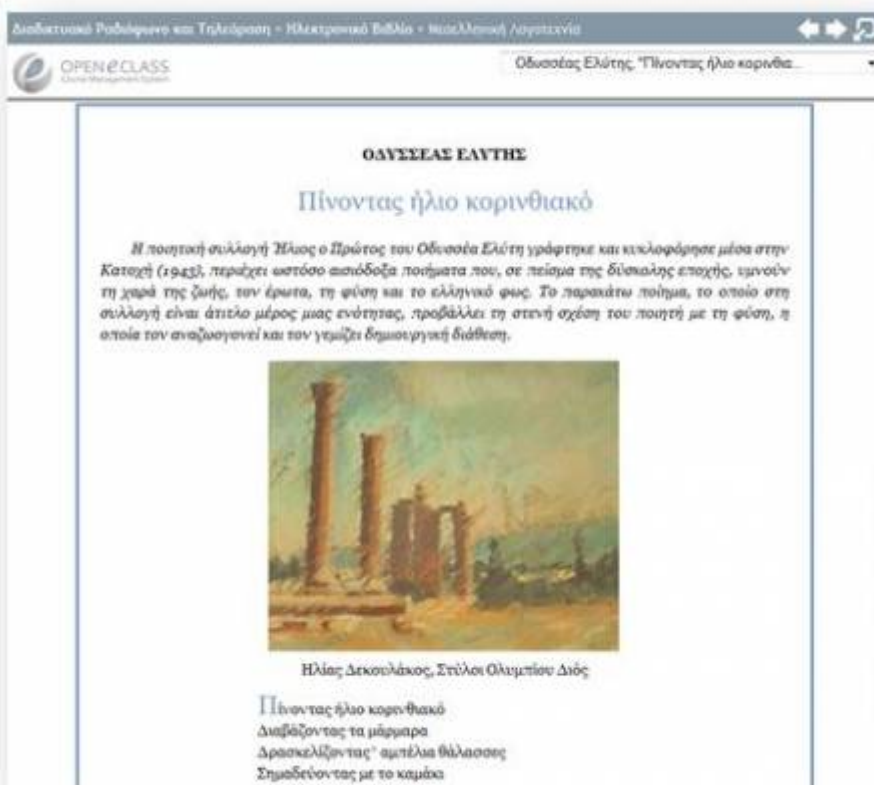 Διαδικτυακό Ραδιόφωνο και Τηλεόραση » Ηλεκτρονικό Βιβλίο » Νεοελληνική Λογοτεχνία
OPEN eCLASS
Course Management System
Οδυσσέας Ελύτης, "Πίνοντας ήλιο κορινθια...
ΟΔΥΣΣΕΑΣ ΕΛΥΤΗΣ
Πίνοντας ήλιο κορινθιακό
Η ποιητική συλλογή Ήλιος ο Πρώτος του Οδυσσέα Ελύτη γράφτηκε και κυκλοφόρησε μέσα στην
Κατοχή (1943), περιέχει ωστόσο αισιόδοξα ποιήματα που, σε πείσμα της δύσκολης εποχής, υμνούν
τη χαρά της ζωής, τον έρωτα, τη φύση και το ελληνικό φως. Το παρακάτω ποίημα, το οποίο στη
συλλογή είναι άτιτλο μέρος μιας ενότητας, προβάλλει τη στενή σχέση του ποιητή με τη φύση, η
οποία τον αναζωογονεί και τον γεμίζει δημιουργική διάθεση.
Ηλίας Δεκουλάκος, Στύλοι Ολυμπίου Διός
Πίνοντας ήλιο κορινθιακό
Διαβάζοντας τα μάρμαρα
Δρασκελίζοντας* αμπέλια θάλασσες
Σημαδεύοντας με το καμάκι